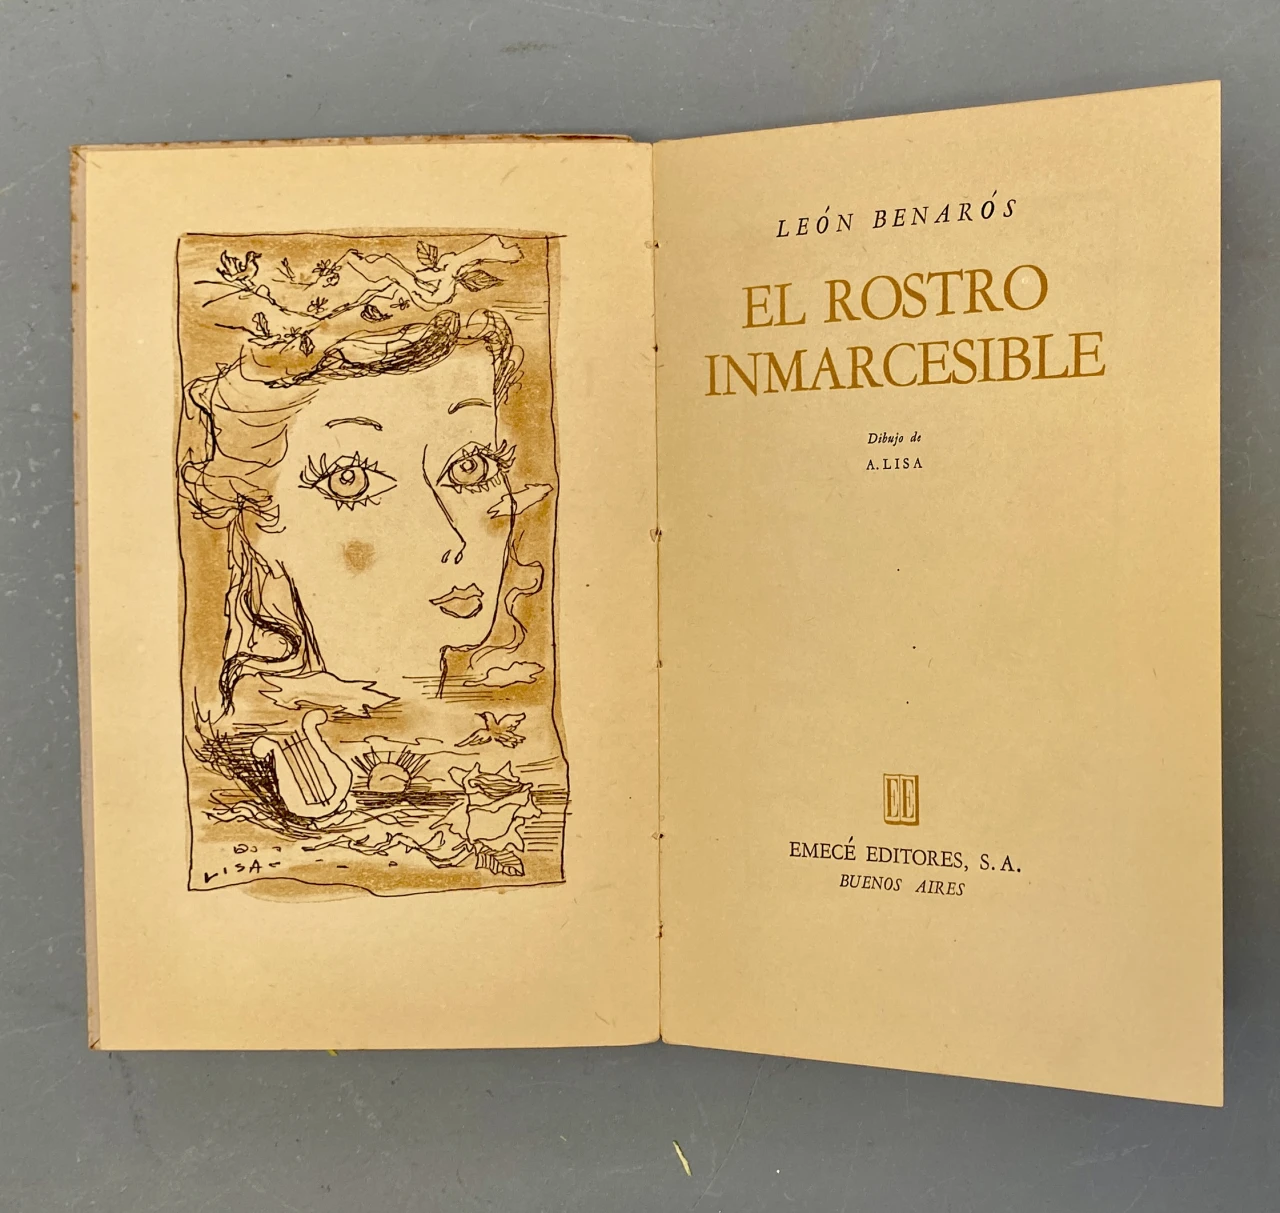 LISA
LEÓN BENARÓS
EL ROSTRO
INMARCESIBLE
Dibujo de
A. LISA
EE
EMECÉ EDITORES, S. A.
BUENOS AIRES